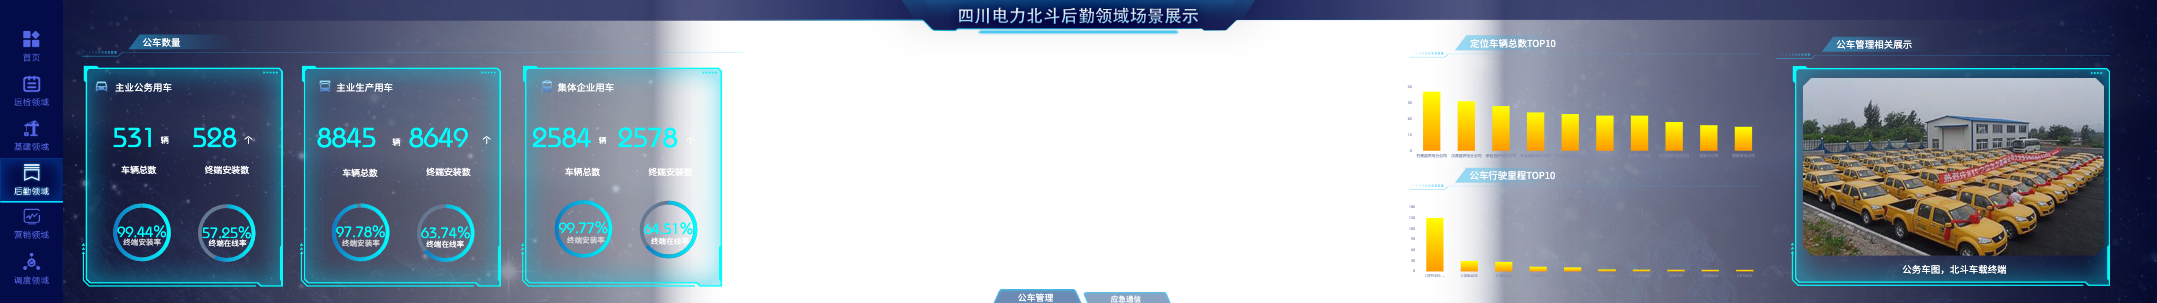 四川电力北斗后勤领域场景展示
首页
运检领域
基建领域
后勤领域
营销领域
调度领域
公车数量
主业公务用车
531 辆 528 个
车辆总数 终端安装数
99.44% 57.25%
终端安装率 终端在线率
主业生产用车
8845 辆 8649 个
车辆总数 终端安装数
97.78% 63.74%
终端安装率 终端在线率
集体企业用车
2584 辆 2578 个
车辆总数 终端安装数
99.77% 64.51%
终端安装率 终端在线率
定位车辆总数TOP10
公车行驶里程TOP10
公车管理相关展示
公务车图，北斗车载终端
公车管理
应急通信